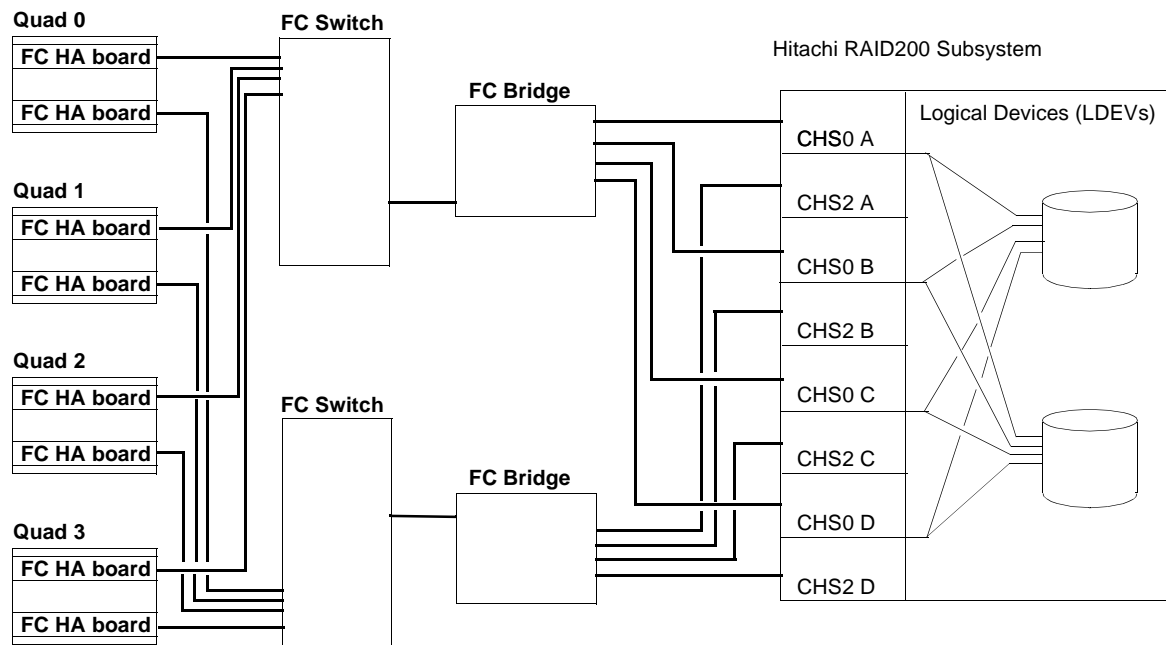 Quad 0
FC HA board
FC HA board
Quad 1
FC HA board
FC HA board
Quad 2
FC HA board
FC HA board
Quad 3
FC HA board
FC HA board
FC Switch
FC Switch
FC Bridge
FC Bridge
Hitachi RAID200 Subsystem
CHS0 A
CHS2 A
CHS0 B
CHS2 B
CHS0 C
CHS2 C
CHS0 D
CHS2 D
Logical Devices (LDEVs)